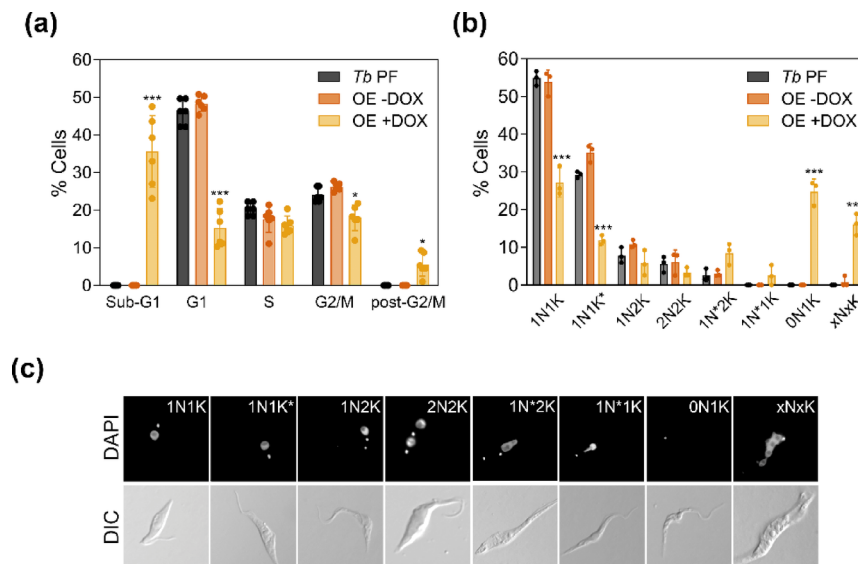 (a)
60
50
40
30
20
10
0
% Cells
Tb PF
OE -DOX
OE +DOX
***
***
*
*
Sub-G1 G1 S G2/M post-G2/M
(b)
60
50
40
30
20
10
0
% Cells
Tb PF
OE -DOX
OE +DOX
***
***
***
1N1K 1N1K* 1N2K 2N2K 1N*2K 1N*1K 0N1K xNxK
(c)
DAPI
1N1K 1N1K* 1N2K 2N2K 1N*2K 1N*1K 0N1K xNxK
DIC